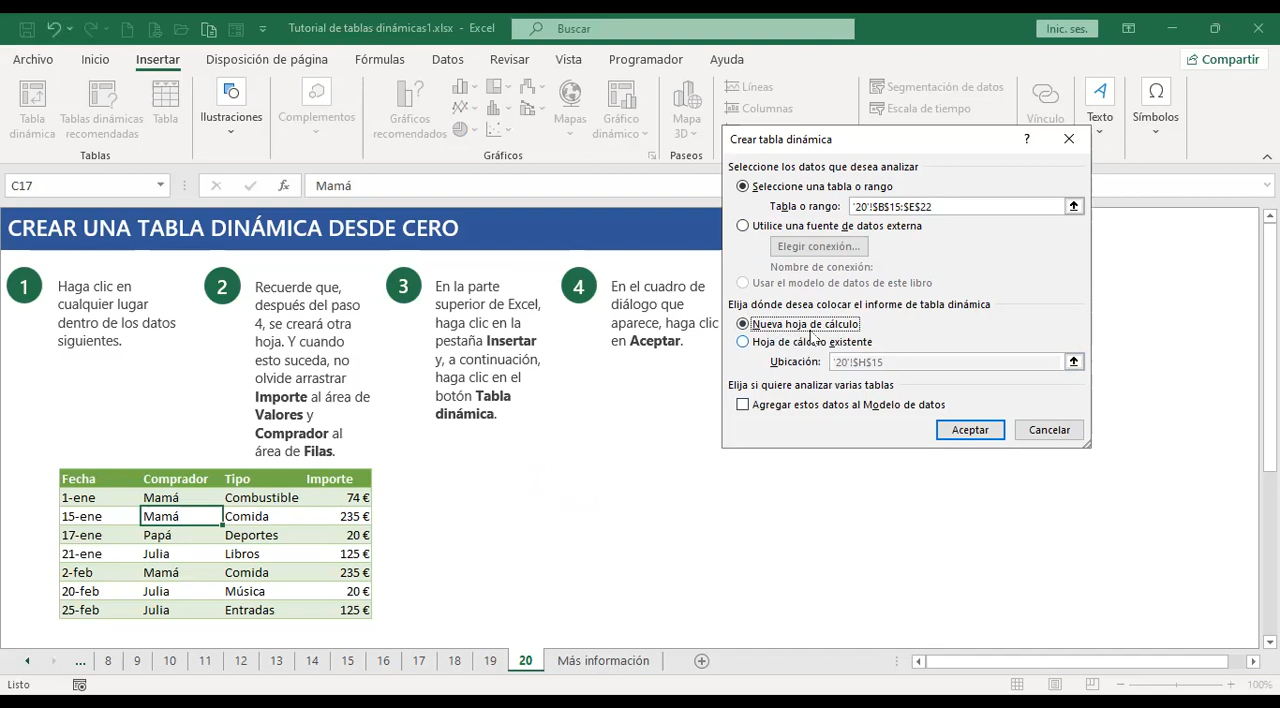 Tutorial de tablas dinámicas1.xlsx - Excel
Buscar
Inic. ses.
Archivo Inicio Insertar Disposición de página Fórmulas Datos Revisar Vista Programador Ayuda
Compartir
Tabla dinámica
Tablas dinámicas recomendadas
Tabla
Tablas
Ilustraciones
Complementos
Gráficos recomendados
Mapas
Gráfico dinámico
Gráficos
Mapa 3D
Paseos
Líneas
Columnas
Segmentación de datos
Escala de tiempo
Vínculo
Texto
Símbolos
C17
fx
Mamá
CREAR UNA TABLA DINÁMICA DESDE CERO
1
Haga clic en
cualquier lugar
dentro de los datos
siguientes.
2
Recuerde que,
después del paso
4, se creará otra
hoja. Y cuando
esto suceda, no
olvide arrastrar
Importe al área de
Valores y
Comprador al
área de Filas.
3
En la parte
superior de Excel,
haga clic en la
pestaña Insertar
y, a continuación,
haga clic en el
botón Tabla
dinámica.
4
En el cuadro de
diálogo que
aparece, haga clic
en Aceptar.
Crear tabla dinámica
?
Seleccione los datos que desea analizar
Seleccione una tabla o rango
Tabla o rango: '20'!$B$15:$E$22
Utilice una fuente de datos externa
Elegir conexión...
Nombre de conexión:
Usar el modelo de datos de este libro
Elija dónde desea colocar el informe de tabla dinámica
Nueva hoja de cálculo
Hoja de cálculo existente
Ubicación: '20'!$H$15
Elija si quiere analizar varias tablas
Agregar estos datos al Modelo de datos
Aceptar Cancelar
Fecha Comprador Tipo Importe
1-ene Mamá Combustible 74 €
15-ene Mamá Comida 235 €
17-ene Papá Deportes 20 €
21-ene Julia Libros 125 €
2-feb Mamá Comida 235 €
20-feb Julia Música 20 €
25-feb Julia Entradas 125 €
... 8 9 10 11 12 13 14 15 16 17 18 19 20 Más información
Listo
100%